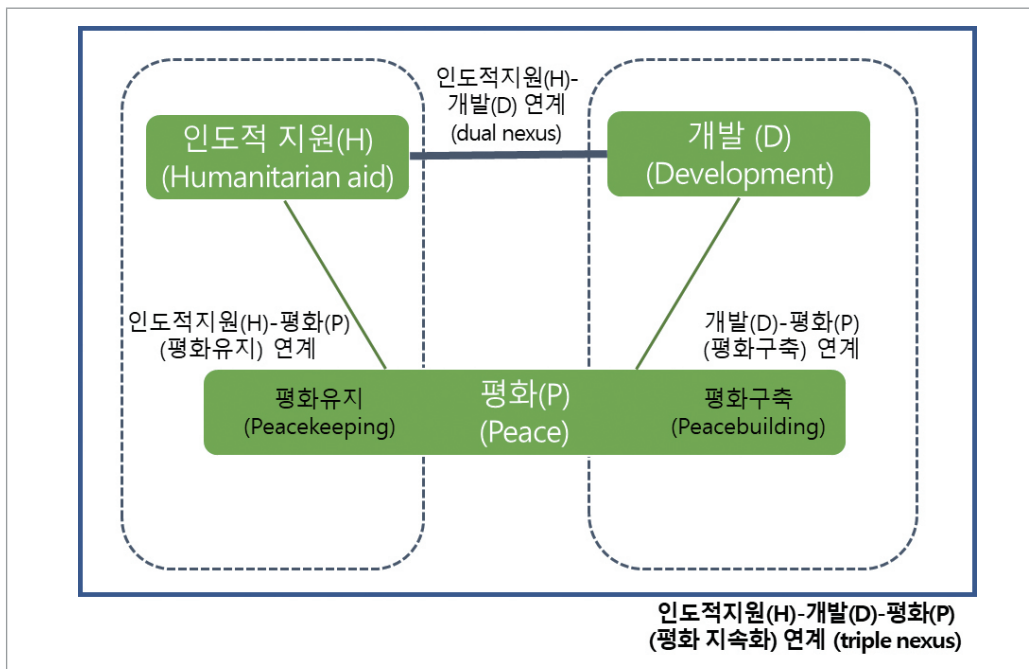 인도적지원(H)-
개발(D) 연계
(dual nexus)
인도적 지원(H)
(Humanitarian aid)
개발 (D)
(Development)
인도적지원(H)-평화(P)
(평화유지) 연계
개발(D)-평화(P)
(평화구축) 연계
평화유지
(Peacekeeping)
평화(P)
(Peace)
평화구축
(Peacebuilding)
인도적지원(H)-개발(D)-평화(P)
(평화 지속화) 연계 (triple nexus)